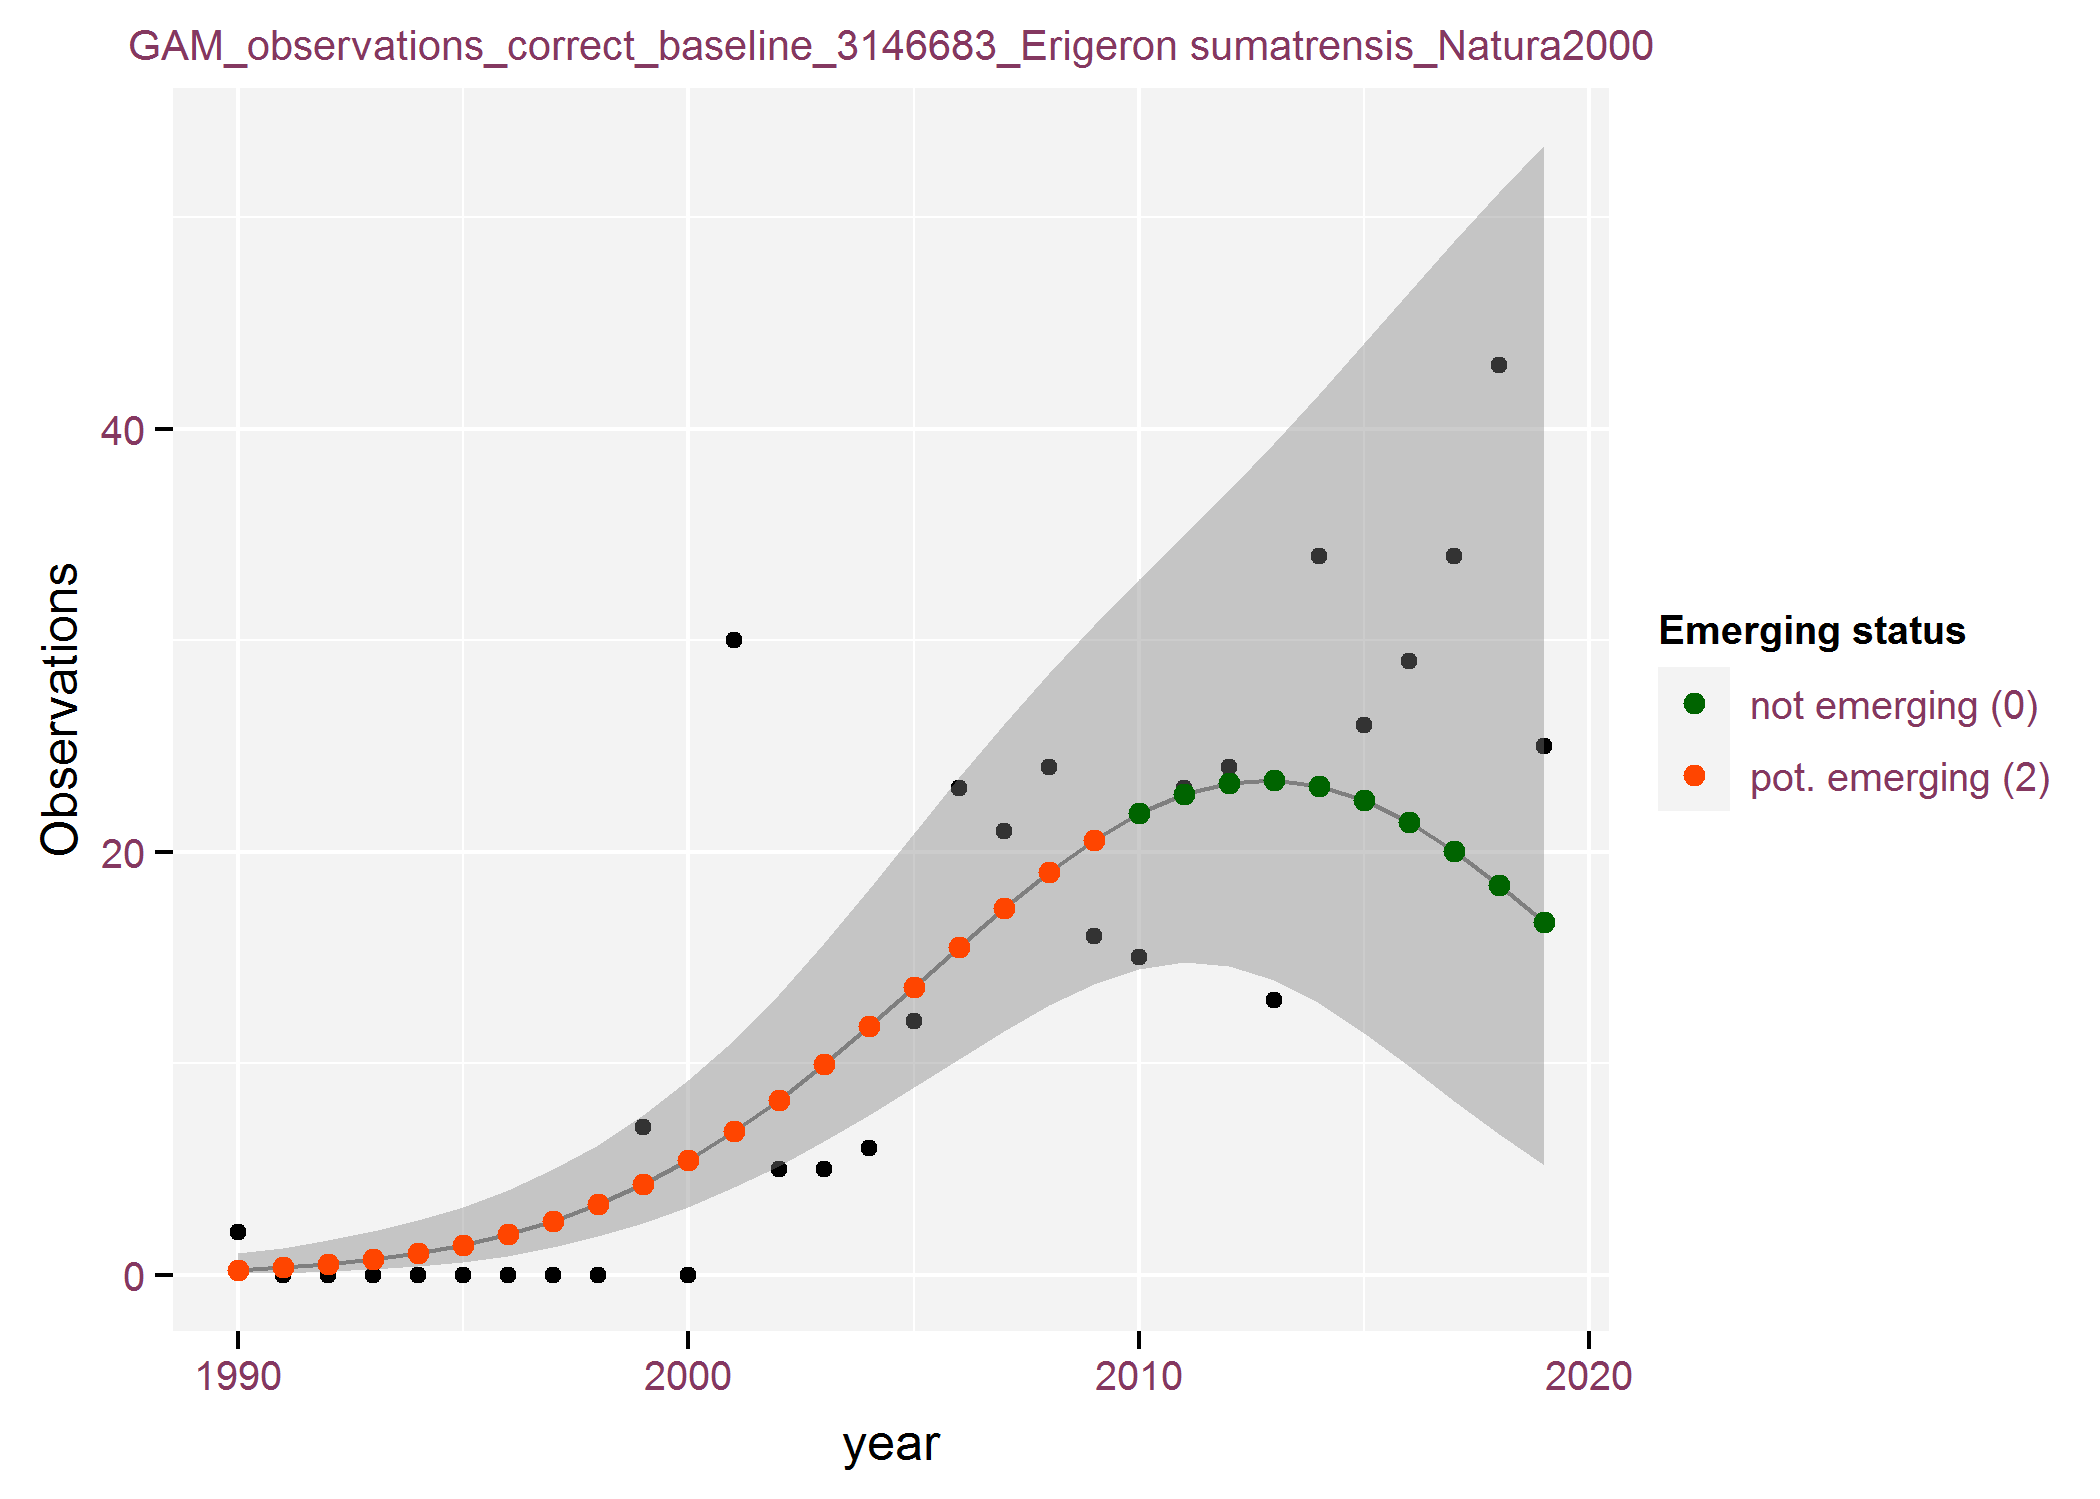 GAM_observations_correct_baseline_3146683_Erigeron sumatrensis_Natura2000
Observations
40
20
0
1990
2000
2010
2020
year
Emerging status
not emerging (0)
pot. emerging (2)